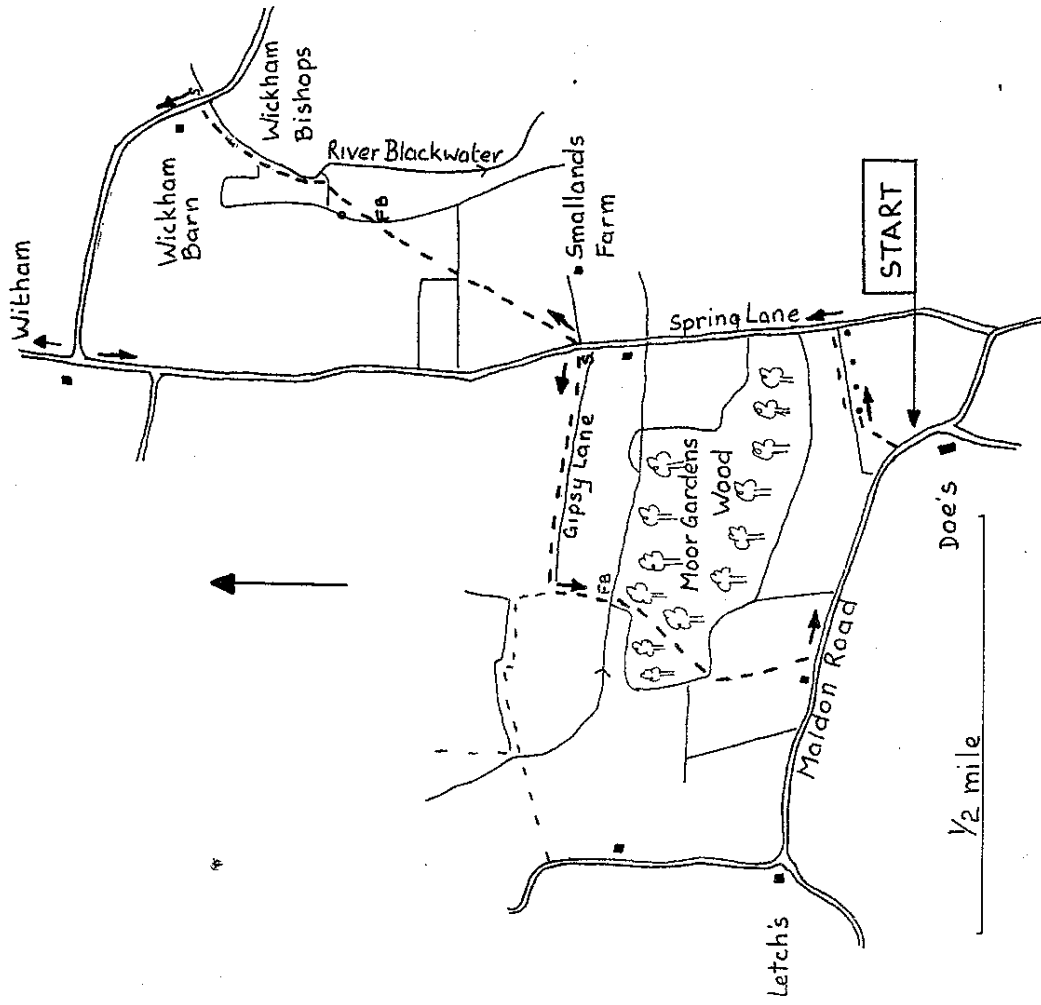 Witham
Wickham
Barn
S
Wickham
Bishops
River Blackwater
FB
Smallands
Farm
Spring Lane
START
S
Gipsy Lane
FB
Moor Gardens
Wood
Maldon Road
Doe's
1/2 mile
Letch's